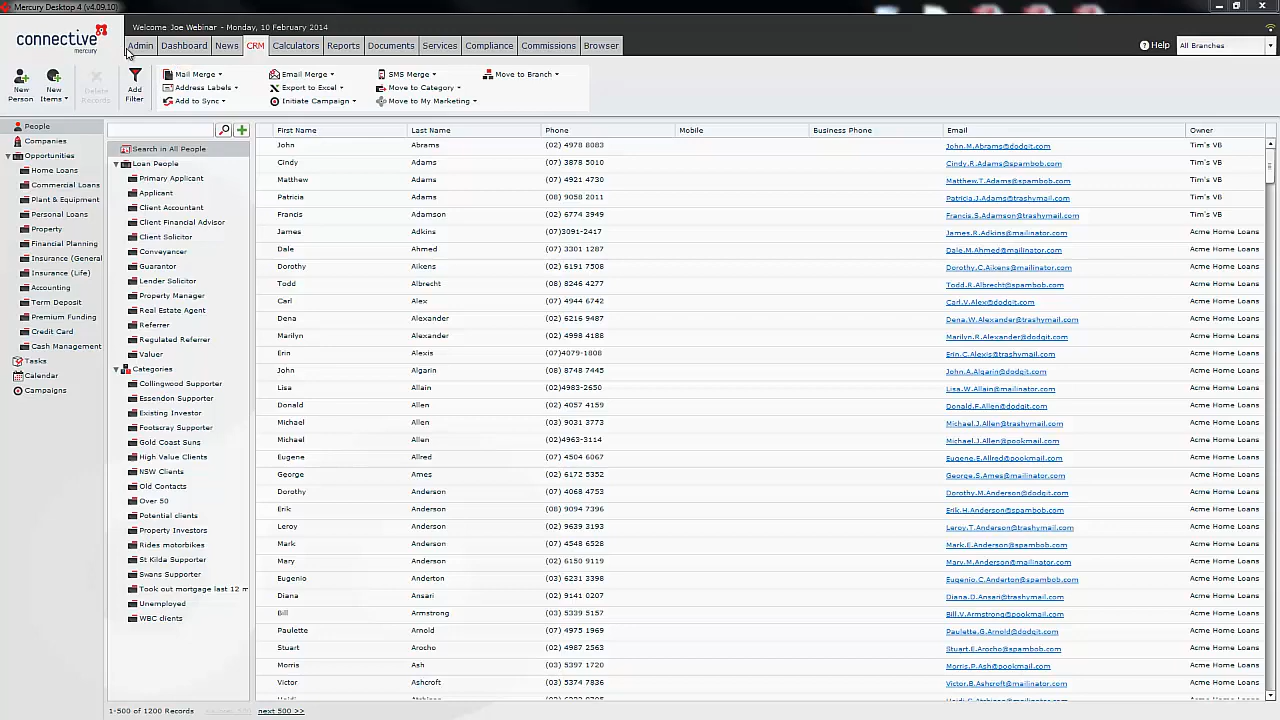 Mercury Desktop 4 (v4.09.10)
connective
mercury
Welcome Joe Webinar - Monday, 10 February 2014
Admin Dashboard News CRM Calculators Reports Documents Services Compliance Commissions Browser
Help All Branches
New Person
New Items
Delete Records
Add Filter
Mail Merge Email Merge SMS Merge Move to Branch
Address Labels Export to Excel Move to Category
Add to Sync Initiate Campaign Move to My Marketing
People
Companies
Opportunities
Home Loans
Commercial Loans
Plant & Equipment
Personal Loans
Property
Financial Planning
Insurance (General
Insurance (Life)
Accounting
Term Deposit
Premium Funding
Credit Card
Cash Management
Tasks
Calendar
Campaigns
Search in All People
Loan People
Primary Applicant
Applicant
Client Accountant
Client Financial Advisor
Client Solicitor
Conveyancer
Guarantor
Lender Solicitor
Property Manager
Real Estate Agent
Referrer
Regulated Referrer
Valuer
Categories
Collingwood Supporter
Essendon Supporter
Existing Investor
Footscray Supporter
Gold Coast Suns
High Value Clients
NSW Clients
Old Contacts
Over 50
Potential clients
Property Investors
Rides motorbikes
St Kilda Supporter
Swans Supporter
Took out mortgage last 12 m
Unemployed
WBC clients
First Name Last Name Phone Mobile Business Phone Email Owner
John Abrams (02) 4978 8083 John.M.Abrams@dodgit.com Tim's VB
Cindy Adams (07) 3878 5010 Cindy.R.Adams@spambob.com Tim's VB
Matthew Adams (07) 4921 4730 Matthew.T.Adams@spambob.com Tim's VB
Patricia Adams (08) 9058 2011 Patricia.J.Adams@trashymail.com Tim's VB
Francis Adamson (02) 6774 3949 Francis.S.Adamson@trashymail.com Tim's VB
James Adkins (07)3091-2417 James.R.Adkins@mailinator.com Acme Home Loans
Dale Ahmed (07) 3301 1287 Dale.M.Ahmed@mailinator.com Acme Home Loans
Dorothy Aikens (02) 6191 7508 Dorothy.C.Aikens@mailinator.com Acme Home Loans
Todd Albrecht (08) 8246 4277 Todd.R.Albrecht@spambob.com Acme Home Loans
Carl Alex (07) 4944 6742 Carl.V.Alex@dodgit.com Acme Home Loans
Dena Alexander (02) 6216 9487 Dena.W.Alexander@trashymail.com Acme Home Loans
Marilyn Alexander (02) 4998 4188 Marilyn.R.Alexander@dodgit.com Acme Home Loans
Erin Alexis (07)4079-1808 Erin.C.Alexis@trashymail.com Acme Home Loans
John Algarin (08) 8748 7445 John.A.Algarin@dodgit.com Acme Home Loans
Lisa Allain (02)4983-2650 Lisa.W.Allain@mailinator.com Acme Home Loans
Donald Allen (02) 4057 4159 Donald.F.Allen@dodgit.com Acme Home Loans
Michael Allen (03) 9031 3773 Michael.J.Allen@trashymail.com Acme Home Loans
Michael Allen (02)4963-3114 Michael.J.Allen@pookmail.com Acme Home Loans
Eugene Allred (07) 4504 6067 Eugene.E.Allred@pookmail.com Acme Home Loans
George Ames (02) 6172 5352 George.S.Ames@mailinator.com Acme Home Loans
Dorothy Anderson (07) 4068 4753 Dorothy.M.Anderson@dodgit.com Acme Home Loans
Erik Anderson (08) 9094 7396 Erik.H.Anderson@spambob.com Acme Home Loans
Leroy Anderson (02) 9639 3193 Leroy.T.Anderson@trashymail.com Acme Home Loans
Mark Anderson (07) 4548 6528 Mark.E.Anderson@spambob.com Acme Home Loans
Mary Anderson (02) 6150 9119 Mary.M.Anderson@mailinator.com Acme Home Loans
Eugenio Anderton (03) 6231 3398 Eugenio.C.Anderton@spambob.com Acme Home Loans
Diana Ansari (02) 9141 0207 Diana.D.Ansari@trashymail.com Acme Home Loans
Bill Armstrong (03) 5339 5157 Bill.V.Armstrong@pookmail.com Acme Home Loans
Paulette Arnold (07) 4975 1969 Paulette.G.Arnold@dodgit.com Acme Home Loans
Stuart Arocho (02) 4987 2563 Stuart.E.Arocho@spambob.com Acme Home Loans
Morris Ash (03) 5397 1720 Morris.P.Ash@pookmail.com Acme Home Loans
Victor Ashcroft (03) 5374 7836 Victor.B.Ashcroft@mailinator.com Acme Home Loans
1-500 of 1200 Records next 500 >>